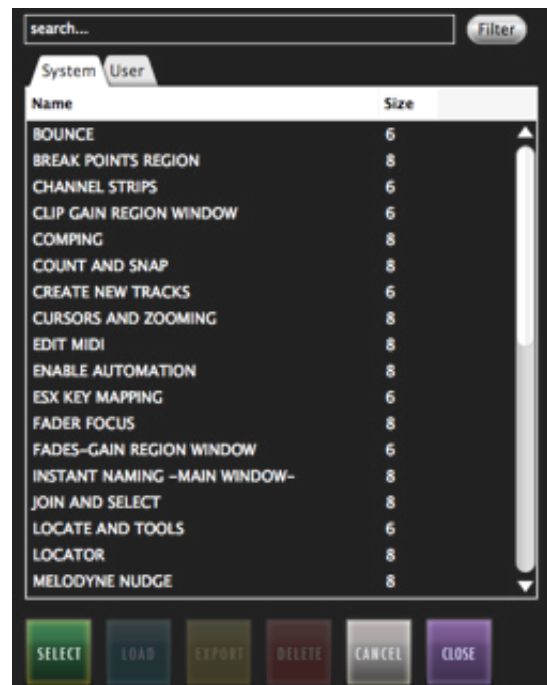 search... Filter
System User
Name Size
BOUNCE 6
BREAK POINTS REGION 8
CHANNEL STRIPS 6
CLIP GAIN REGION WINDOW 6
COMPING 8
COUNT AND SNAP 8
CREATE NEW TRACKS 6
CURSORS AND ZOOMING 8
EDIT MIDI 8
ENABLE AUTOMATION 8
ESX KEY MAPPING 6
FADER FOCUS 8
FADES-GAIN REGION WINDOW 6
INSTANT NAMING -MAIN WINDOW- 8
JOIN AND SELECT 8
LOCATE AND TOOLS 6
LOCATOR 8
MELODYNE NUDGE 8
SELECT LOAD EXPORT DELETE CANCEL CLOSE